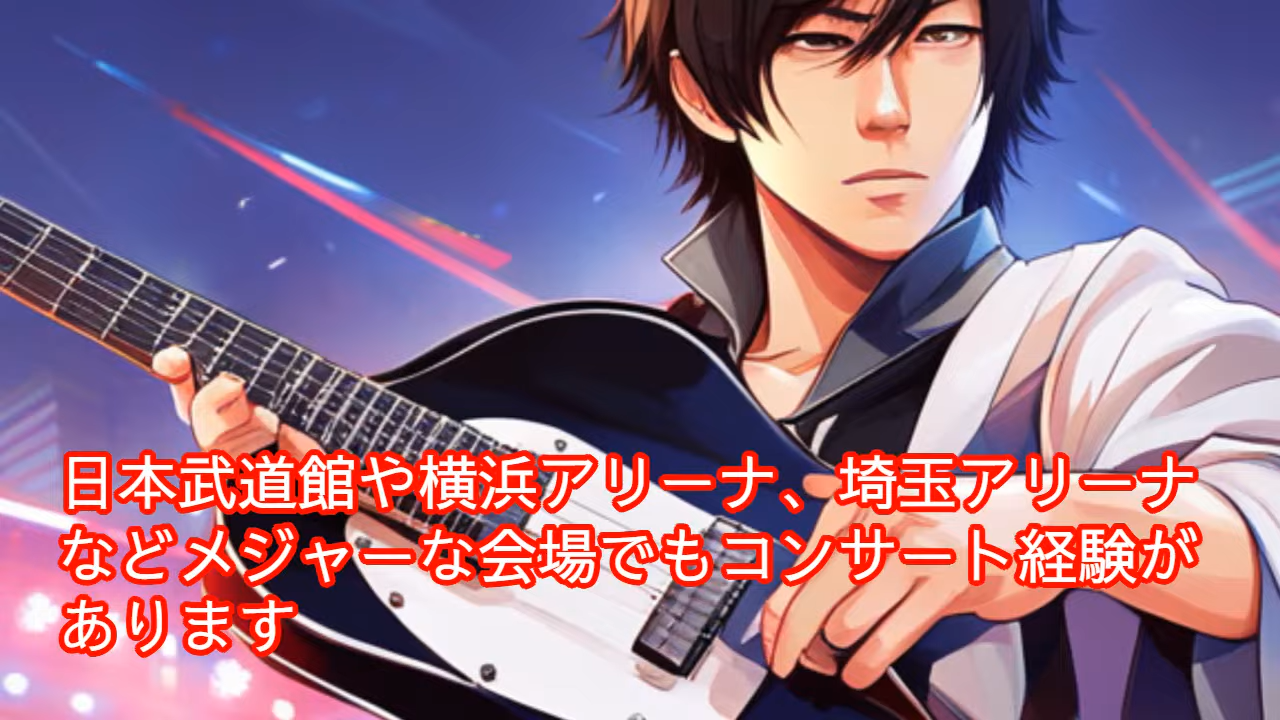 日本武道館や横浜アリーナ、埼玉アリーナ
などメジャーな会場でもコンサート経験が
あります